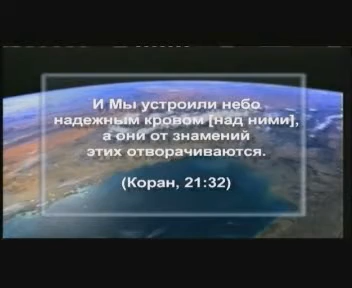 И Мы устроили небо
надежным кровом [над ними],
а они от знамений
этих отворачиваются.
(Коран, 21:32)